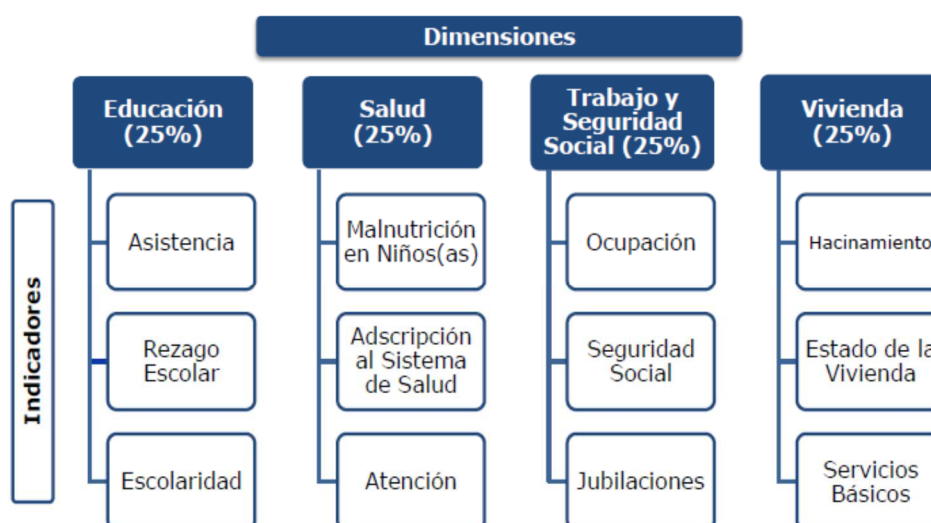 Dimensiones
Educación
(25%)
Salud
(25%)
Trabajo y
Seguridad
Social (25%)
Vivienda
(25%)
Indicadores
Asistencia
Malnutrición
en Niños(as)
Ocupación
Hacinamiento
Rezago
Escolar
Adscripción
al Sistema
de Salud
Seguridad
Social
Estado de la
Vivienda
Escolaridad
Atención
Jubilaciones
Servicios
Básicos